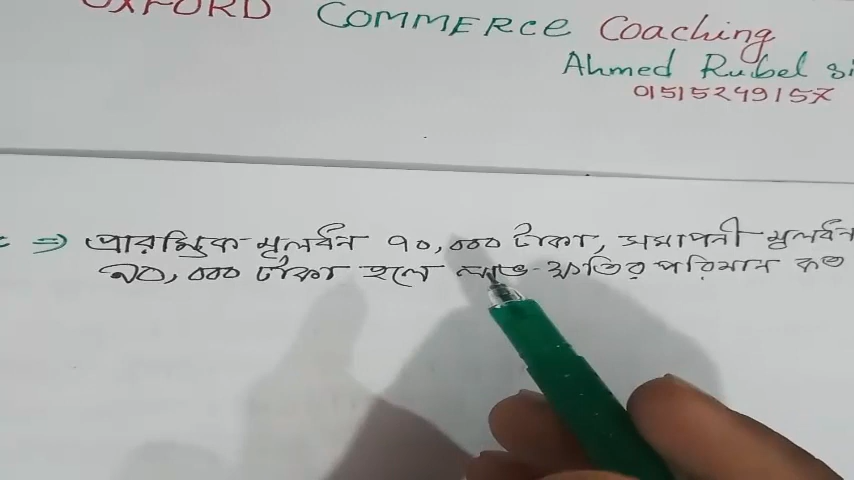 OXFORD COMMERCE Coaching
Ahmed Rubel
01515249157
⇒ প্রারম্ভিক মূলধন ৭০,০০০ টাকা, সমাপনী মূলধন
৯০,০০০ টাকা হলে লাভ-ক্ষতির পরিমান কত